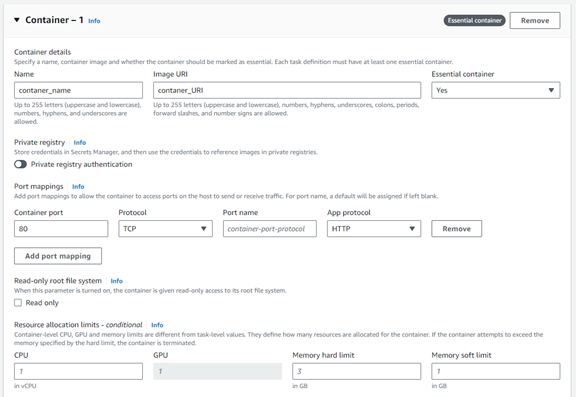 Container – 1 Info Essential container Remove
Container details
Specify a name, container image and whether the container should be marked as essential. Each task definition must have at least one essential container.
Name Image URI Essential container
contaner_name contaner_URI Yes
Up to 255 letters (uppercase and lowercase), numbers, hyphens, and underscores are allowed.
Up to 255 letters (uppercase and lowercase), numbers, hyphens, underscores, colons, periods, forward slashes, and number signs are allowed.
Private registry Info
Store credentials in Secrets Manager, and then use the credentials to reference images in private registries.
Private registry authentication
Port mappings Info
Add port mappings to allow the container to access ports on the host to send or receive traffic. For port name, a default will be assigned if left blank.
Container port Protocol Port name App protocol
80 TCP container-port-protocol HTTP Remove
Add port mapping
Read-only root file system Info
When this parameter is turned on, the container is given read-only access to its root file system.
Read only
Resource allocation limits - conditional Info
Container-level CPU, GPU and memory limits are different from task-level values. They define how many resources are allocated for the container. If the container attempts to exceed the memory specified by the hard limit, the container is terminated.
CPU GPU Memory hard limit Memory soft limit
1 1 3 1
in vCPU in GB in GB